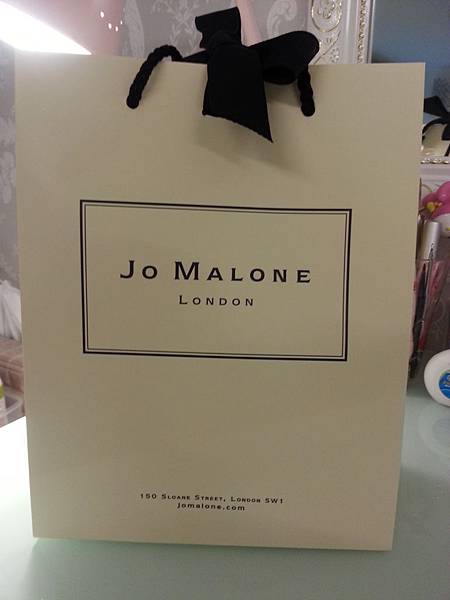 JO MALONE
LONDON
150 SLOANE STREET, LONDON SW1
jomalone.com